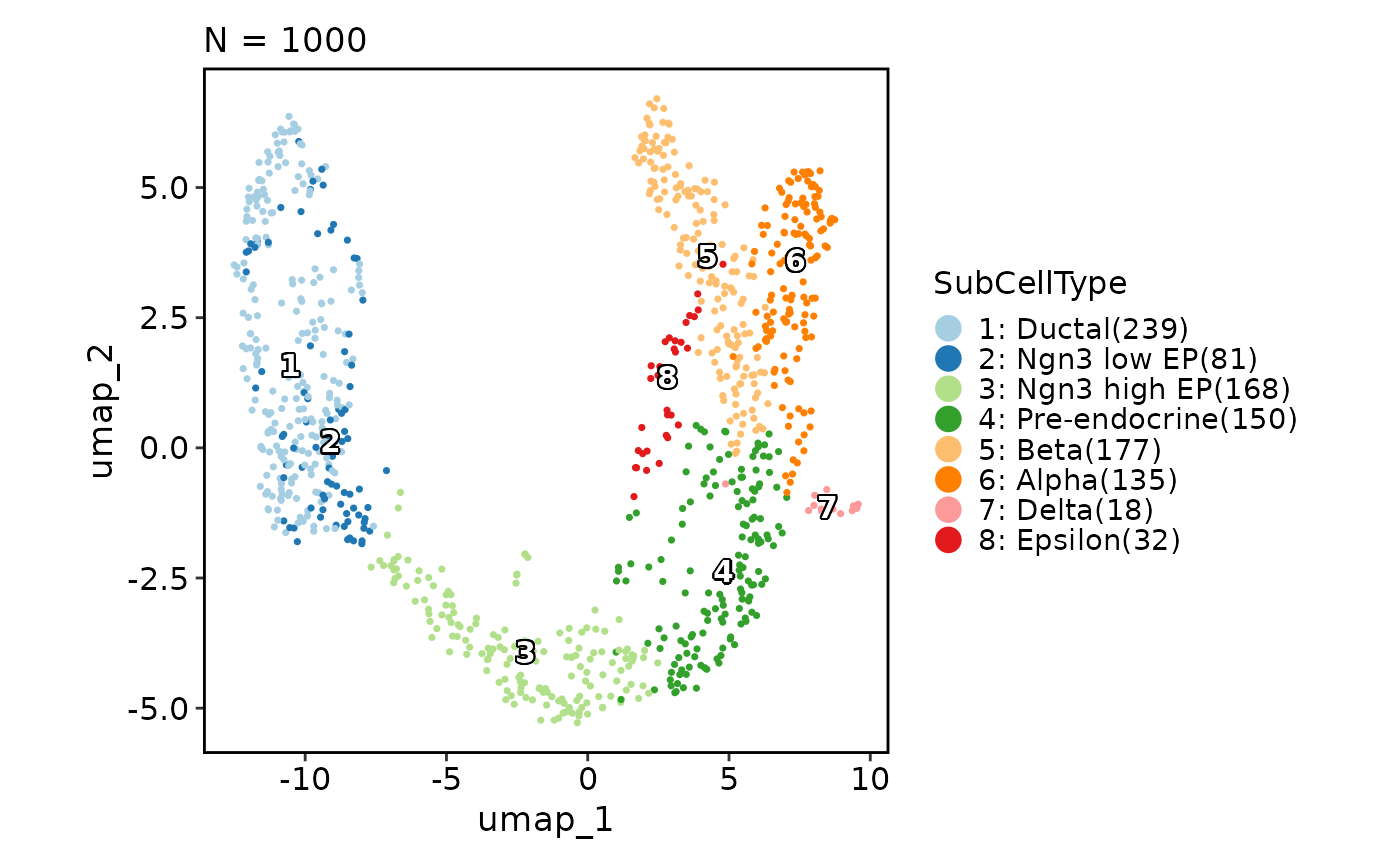 N = 1000
5.0
2.5
0.0
-2.5
-5.0
umap_2
-10
-5
0
5
10
umap_1
1
2
3
4
5
6
7
8
SubCellType
1: Ductal(239)
2: Ngn3 low EP(81)
3: Ngn3 high EP(168)
4: Pre-endocrine(150)
5: Beta(177)
6: Alpha(135)
7: Delta(18)
8: Epsilon(32)